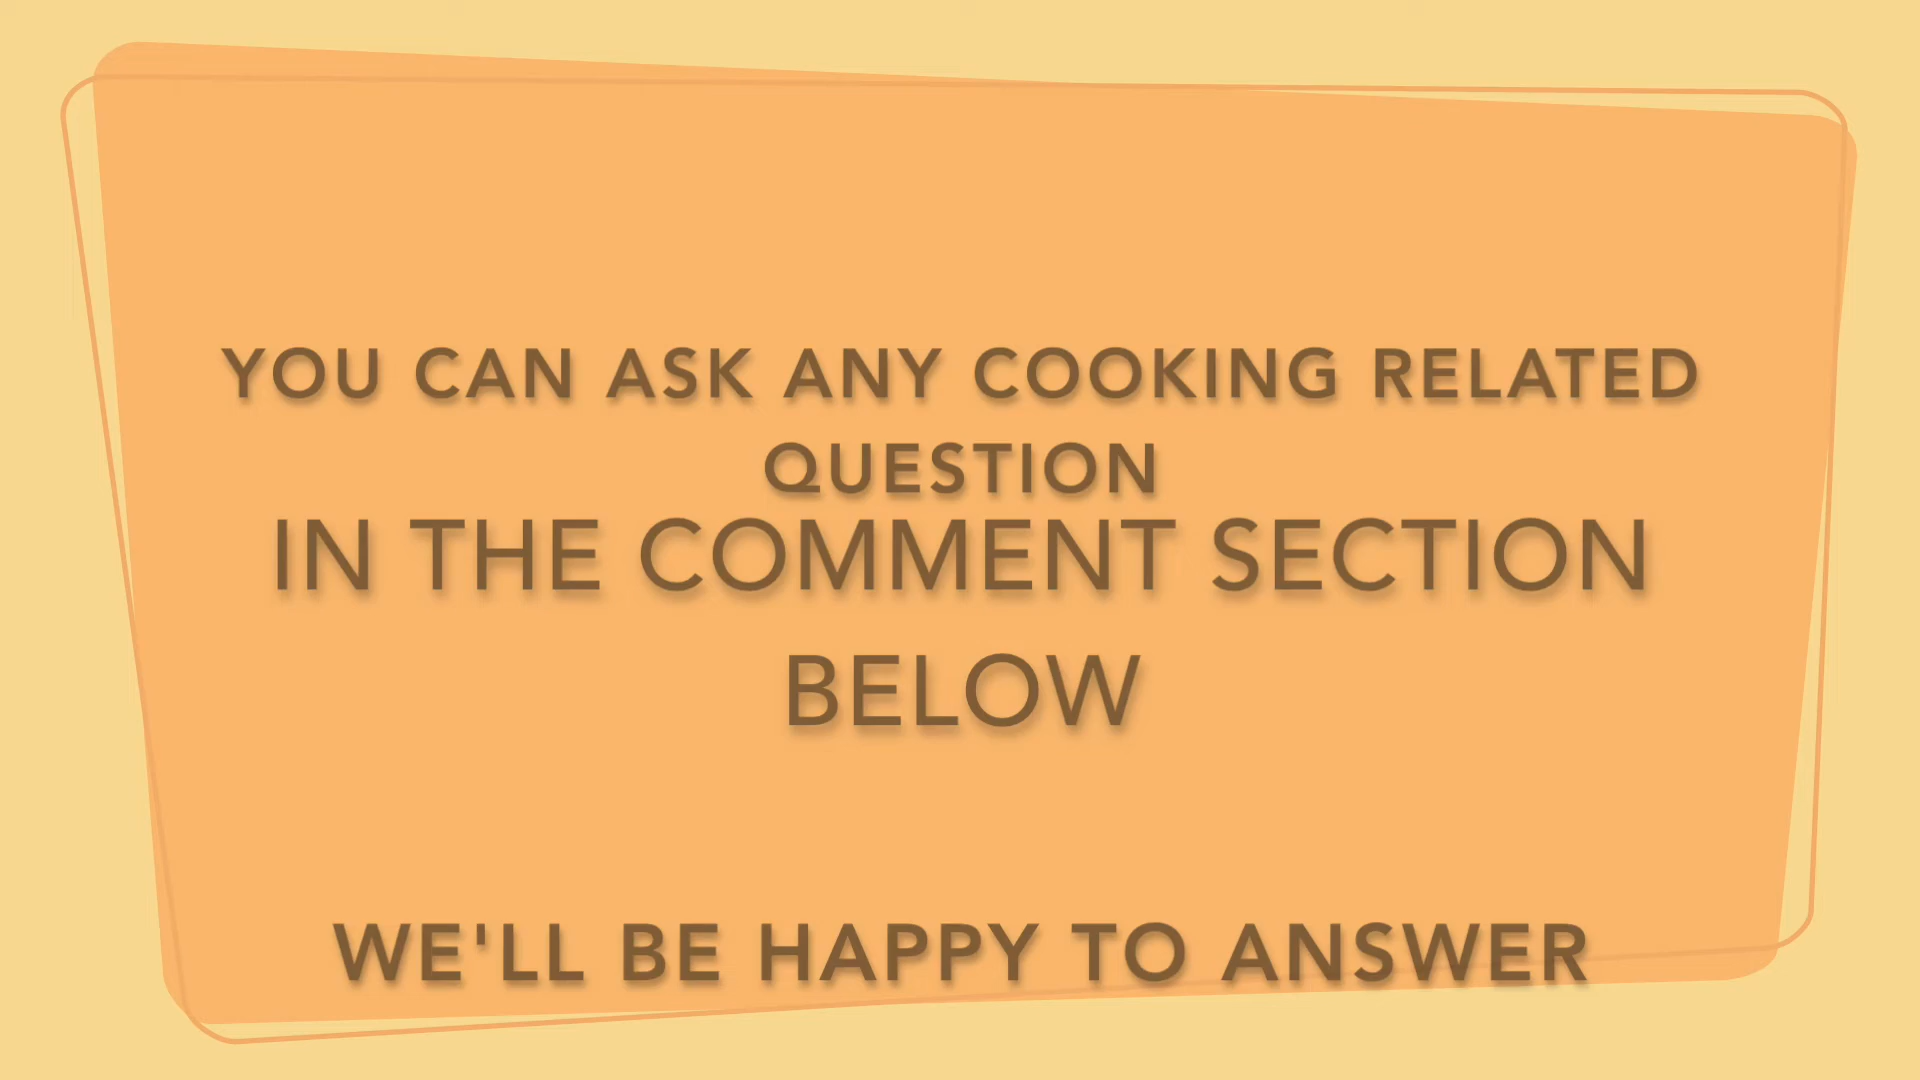 YOU CAN ASK ANY COOKING RELATED
QUESTION
IN THE COMMENT SECTION
BELOW
WE'LL BE HAPPY TO ANSWER